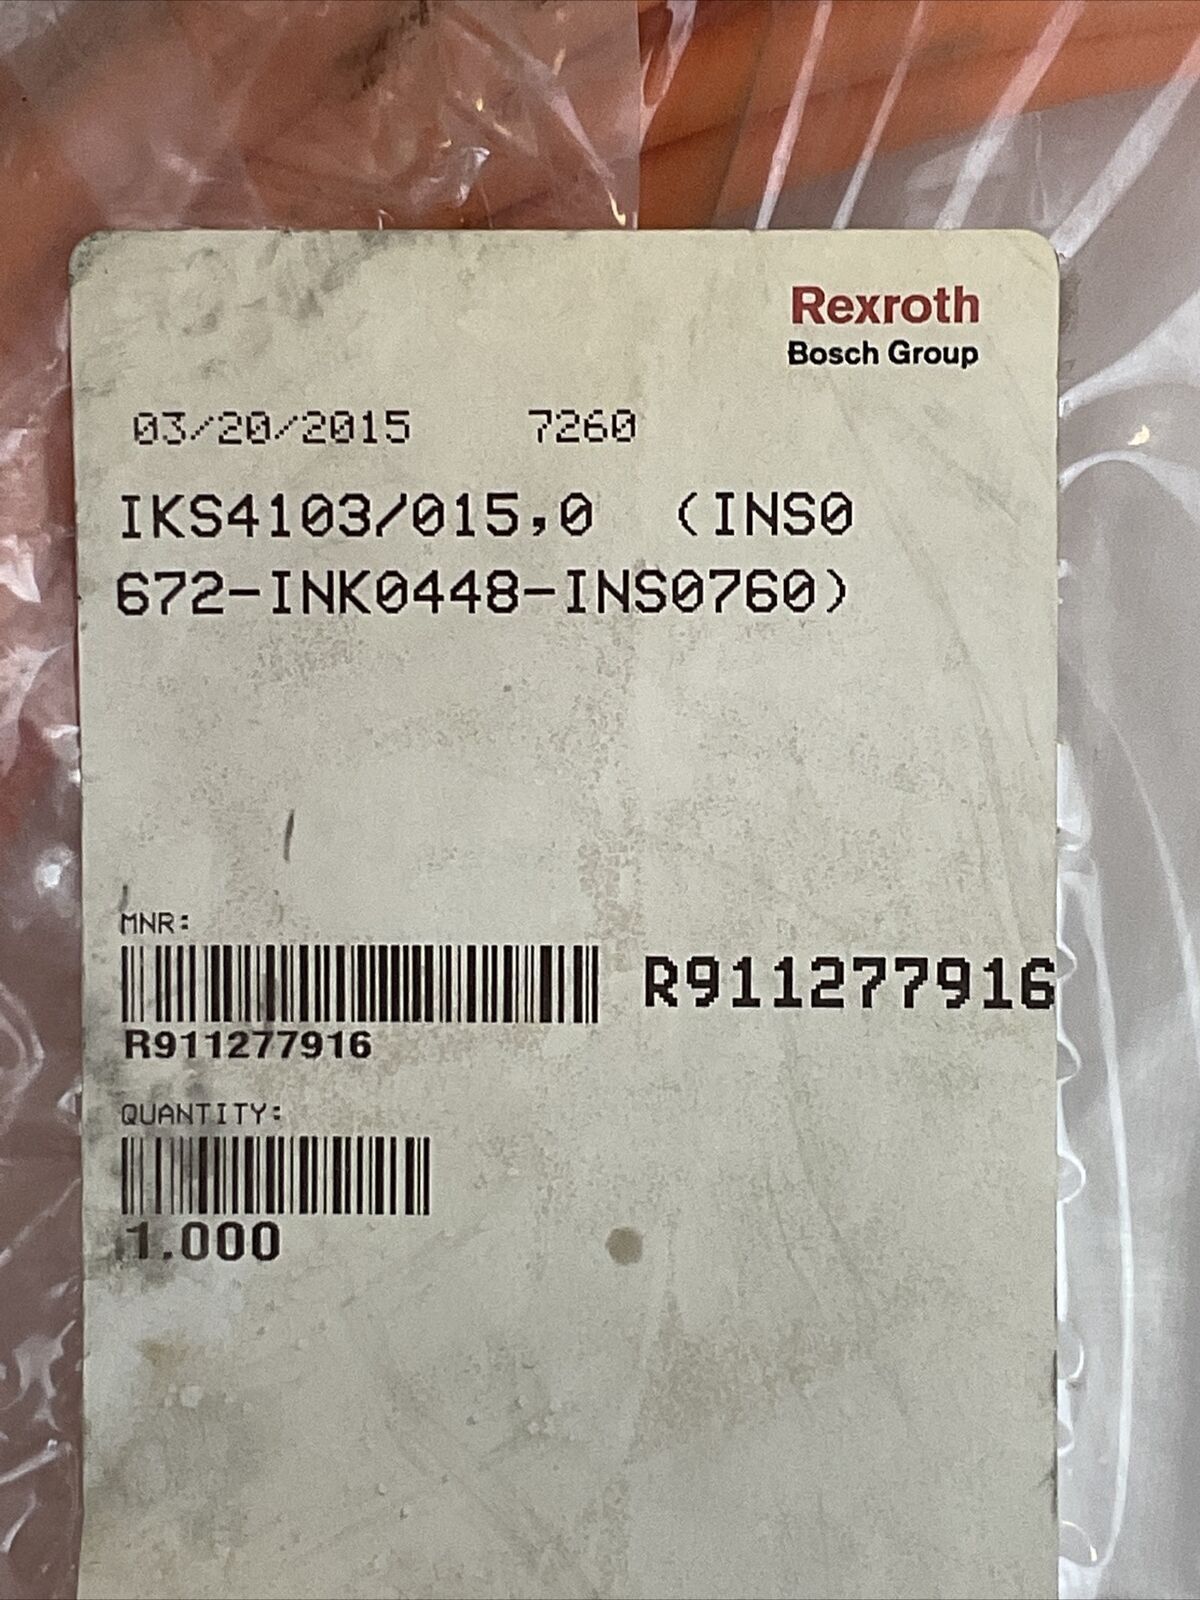 Rexroth
Bosch Group
03/20/2015 7260
IKS4103/015,0 (INS0
672-INK0448-INS0760)
MNR:
R911277916
R911277916
QUANTITY:
1.000